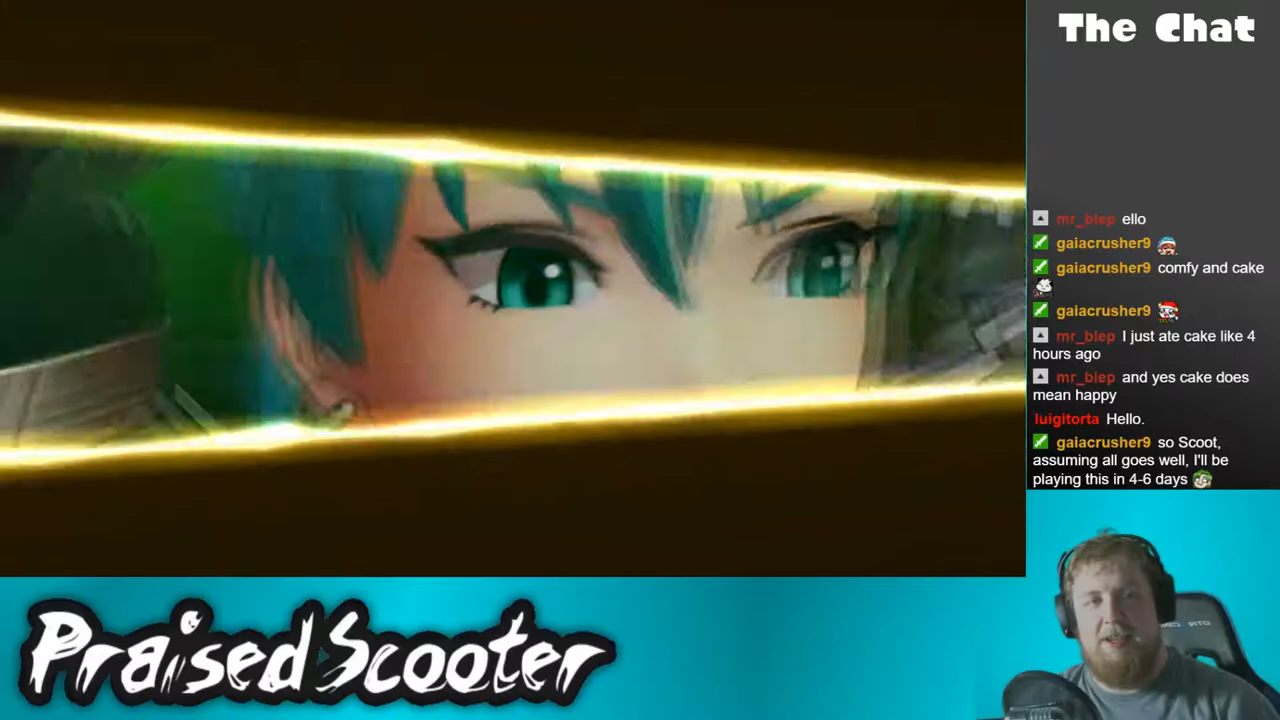 The Chat
mr_blep ello
gaiacrusher9
gaiacrusher9 comfy and cake
gaiacrusher9
mr_blep I just ate cake like 4
hours ago
mr_blep and yes cake does
mean happy
luigitorta Hello.
gaiacrusher9 so Scoot,
assuming all goes well, I'll be
playing this in 4-6 days
PraisedScooter